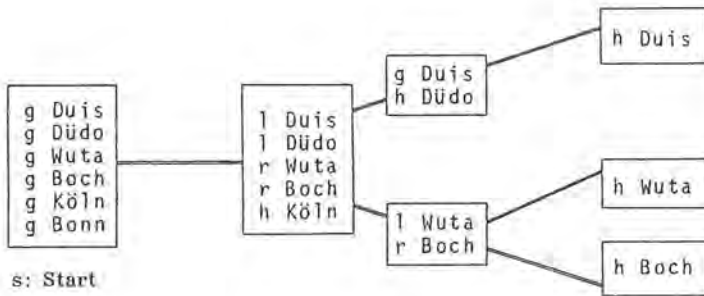 g Duis
g Düdo
g Wuta
g Boch
g Köln
g Bonn
s: Start
l Duis
l Düdo
r Wuta
r Boch
h Köln
g Duis
h Düdo
l Wuta
r Boch
h Duis
h Wuta
h Boch